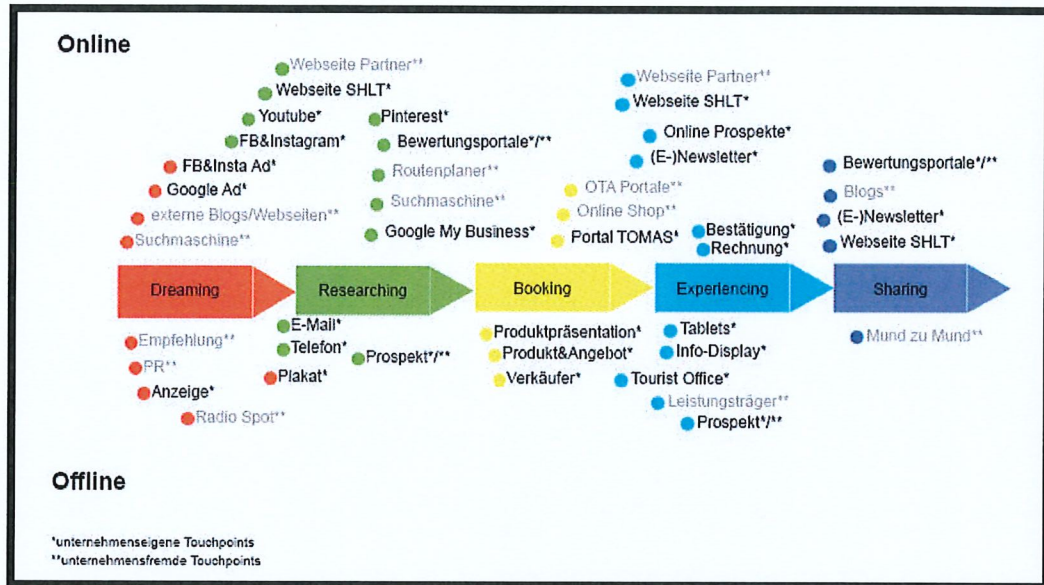 Online
Webseite Partner**
Webseite SHLT*
Youtube*
FB&Instagram*
FB&Insta Ad*
Google Ad*
externe Blogs/Webseiten**
Suchmaschine**
Pinterest*
Bewertungsportale*/**
Routenplaner**
Suchmaschine**
Google My Business*
Webseite Partner**
Webseite SHLT*
Online Prospekte*
(E-)Newsletter*
OTA Portale**
Online Shop**
Portal TOMAS*
Bestätigung*
Rechnung*
Bewertungsportale*/**
Blogs**
(E-)Newsletter*
Webseite SHLT*
Dreaming
Researching
Booking
Experiencing
Sharing
Empfehlung**
PR**
Anzeige*
Radio Spot**
E-Mail*
Telefon*
Plakat*
Prospekt*/**
Produktpräsentation*
Produkt&Angebot*
Verkäufer*
Tablets*
Info-Display*
Tourist Office*
Leistungsträger**
Prospekt*/**
Mund zu Mund**
Offline
*unternehmenseigene Touchpoints
**unternehmensfremde Touchpoints